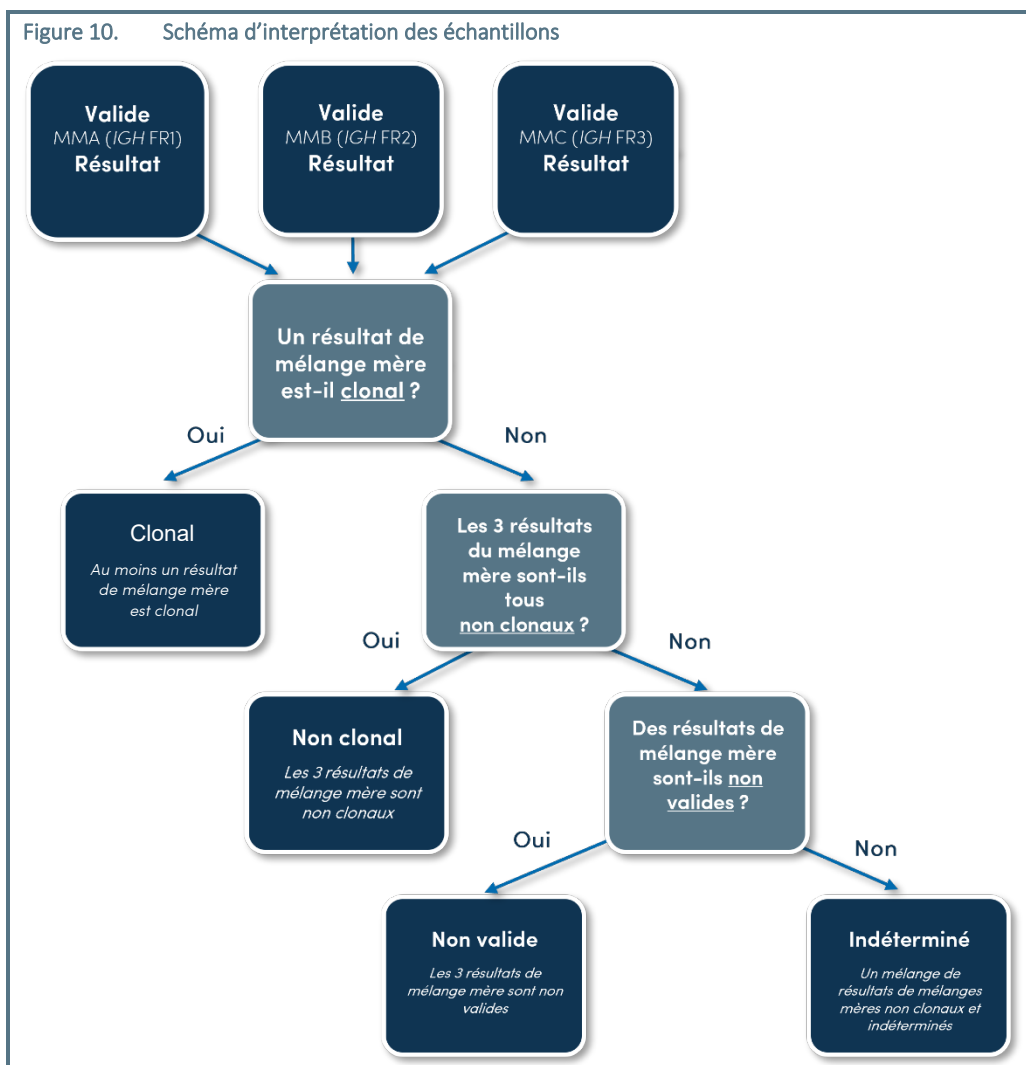 Figure 10. Schéma d’interprétation des échantillons
Valide
MMA (IGH FR1)
Résultat
Valide
MMB (IGH FR2)
Résultat
Valide
MMC (IGH FR3)
Résultat
Un résultat de
mélange mère
est-il clonal ?
Oui
Non
Clonal
Au moins un résultat
de mélange mère
est clonal
Les 3 résultats
du mélange
mère sont-ils
tous
non clonaux ?
Oui
Non
Non clonal
Les 3 résultats de
mélange mère sont
non clonaux
Des résultats de
mélange mère
sont-ils non
valides ?
Oui
Non
Non valide
Les 3 résultats de
mélange mère sont non
valides
Indéterminé
Un mélange de
résultats de mélanges
mères non clonaux et
indéterminés